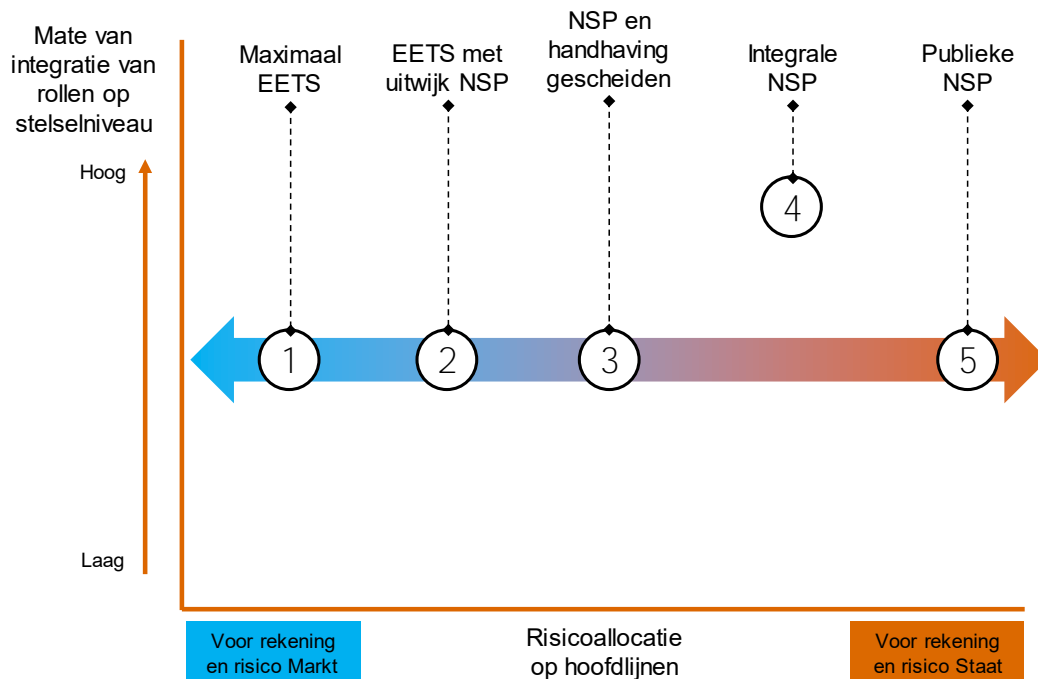 Mate van
integratie van
rollen op
stelselniveau
Hoog
Laag
Maximaal
EETS
EETS met
uitwijk NSP
NSP en
handhaving
gescheiden
Integrale
NSP
Publieke
NSP
4
1
2
3
5
Voor rekening
en risico Markt
Risicoallocatie
op hoofdlijnen
Voor rekening
en risico Staat